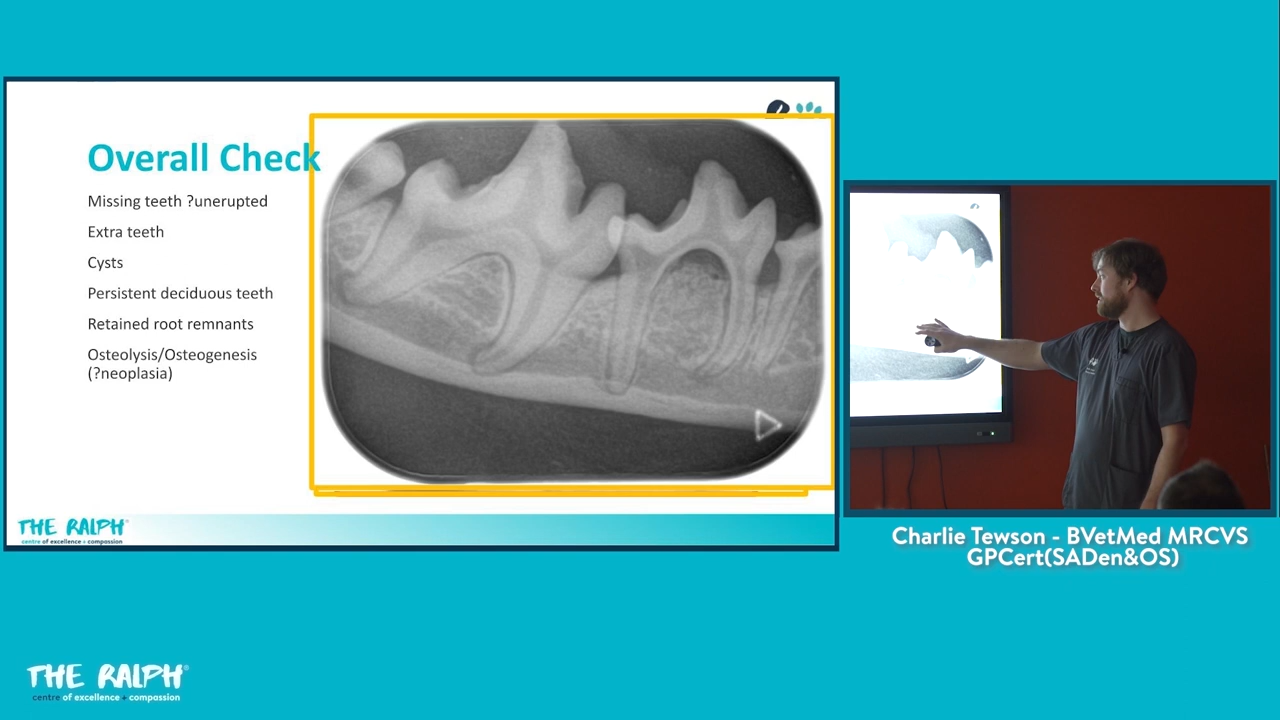 Overall Check
Missing teeth ?unerupted
Extra teeth
Cysts
Persistent deciduous teeth
Retained root remnants
Osteolysis/Osteogenesis
(?neoplasia)
THE RALPH®
centre of excellence + compassion
Charlie Tewson - BVetMed MRCVS
GPCert(SADen&OS)
THE RALPH®
centre of excellence + compassion